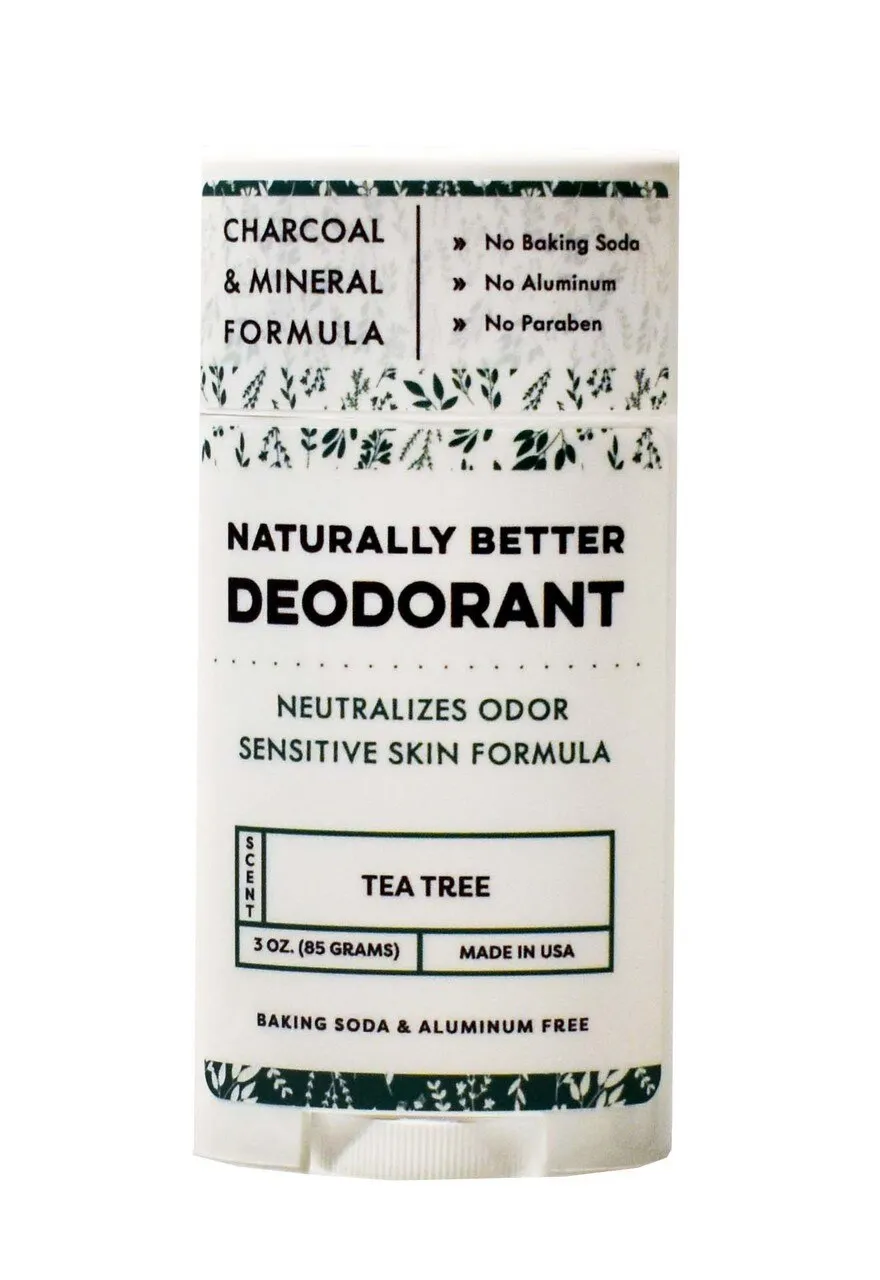 CHARCOAL
& MINERAL
FORMULA
» No Baking Soda
» No Aluminum
» No Paraben
NATURALLY BETTER
DEODORANT
NEUTRALIZES ODOR
SENSITIVE SKIN FORMULA
SCENT
TEA TREE
3 OZ. (85 GRAMS)
MADE IN USA
BAKING SODA & ALUMINUM FREE